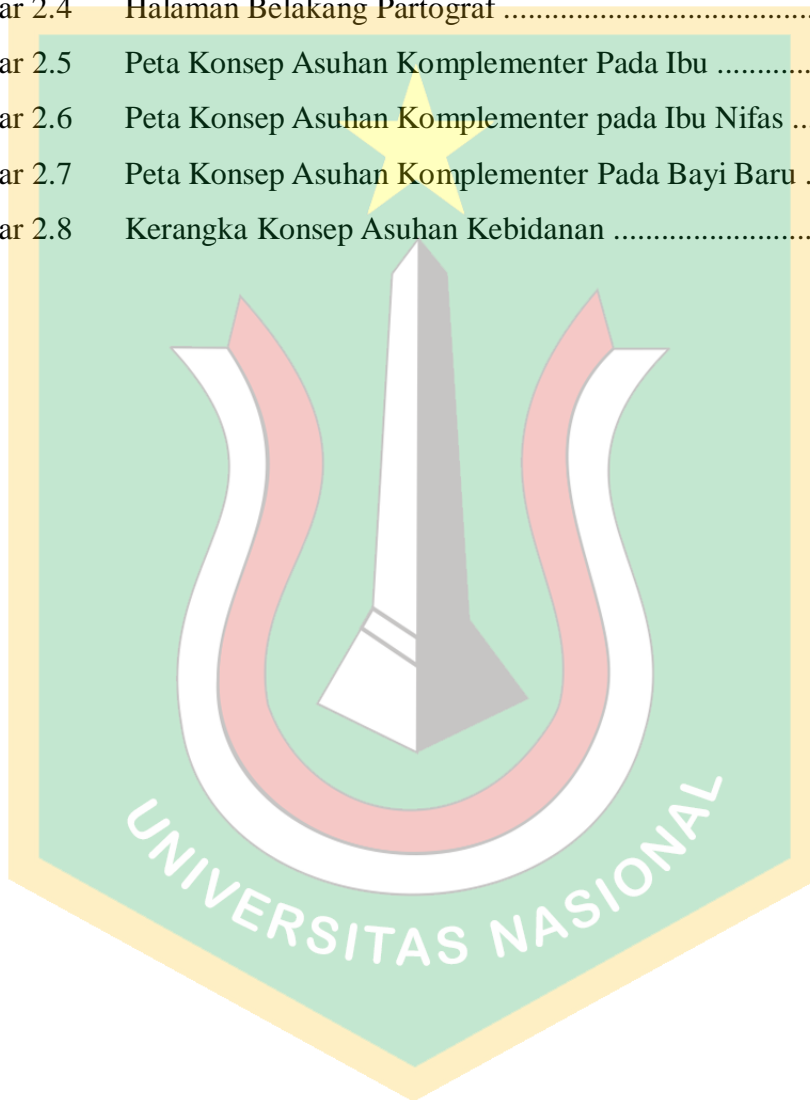 ar 2.4 Halaman Belakang Partograf ................................
ar 2.5 Peta Konsep Asuhan Komplementer Pada Ibu ..........
ar 2.6 Peta Konsep Asuhan Komplementer pada Ibu Nifas ..
ar 2.7 Peta Konsep Asuhan Komplementer Pada Bayi Baru .
ar 2.8 Kerangka Konsep Asuhan Kebidanan .....................
UNIVERSITAS NASIONAL